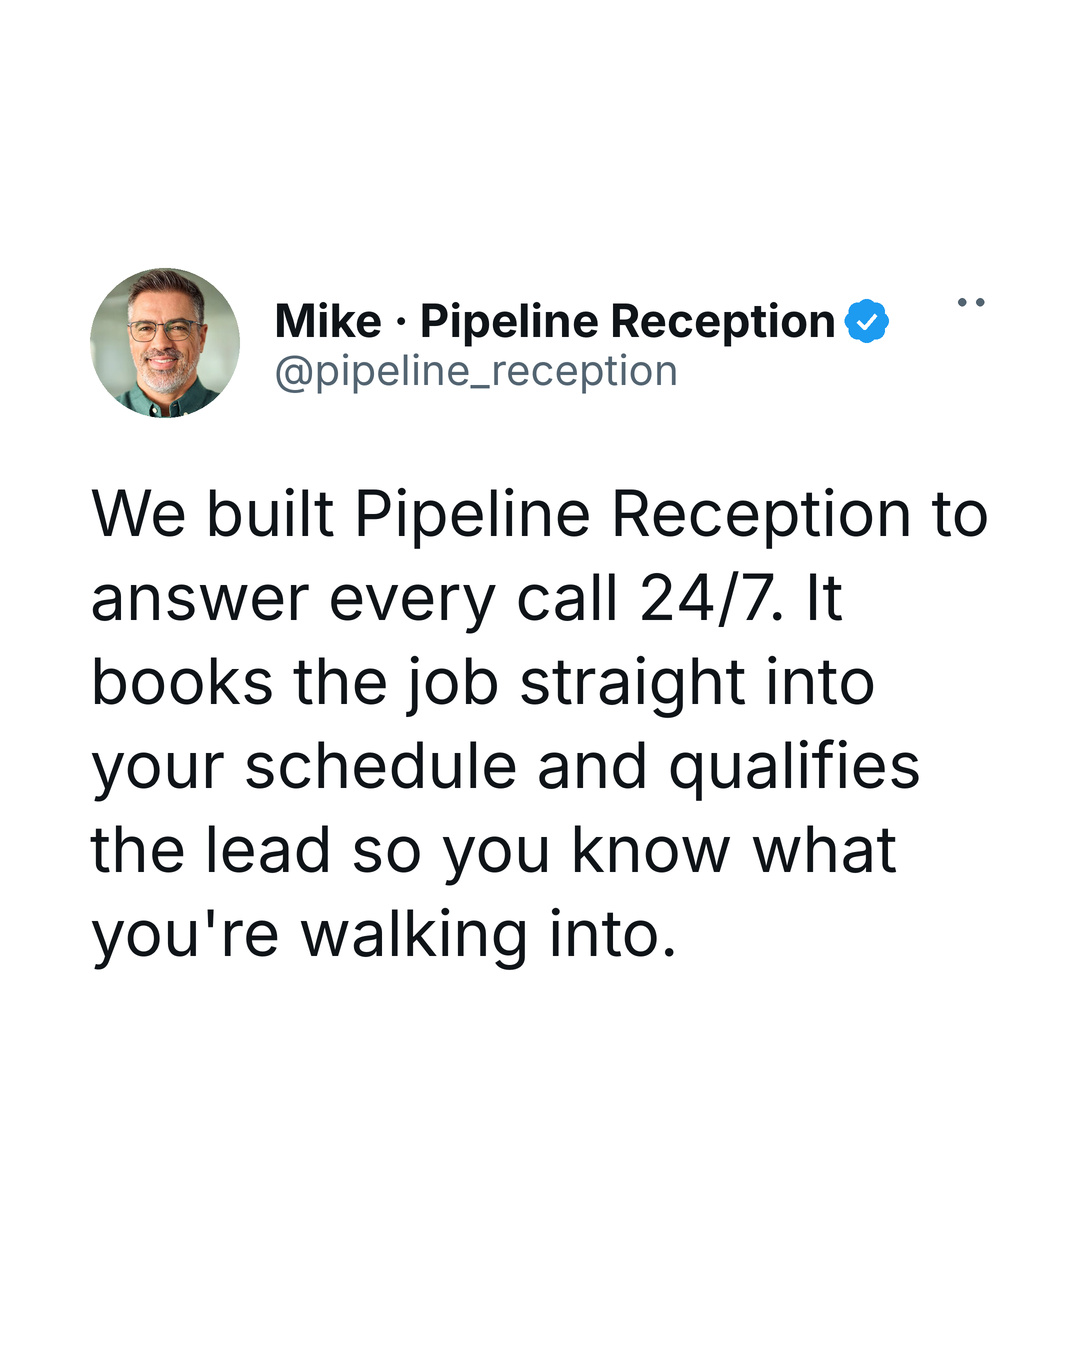 Mike · Pipeline Reception
@pipeline_reception
We built Pipeline Reception to
answer every call 24/7. It
books the job straight into
your schedule and qualifies
the lead so you know what
you're walking into.